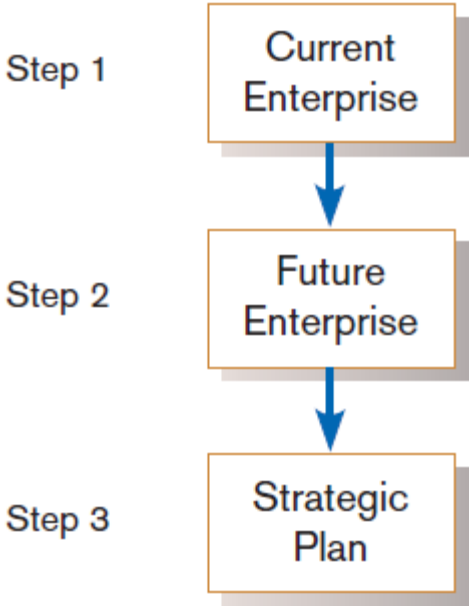 Step 1
Current
Enterprise
Step 2
Future
Enterprise
Step 3
Strategic
Plan